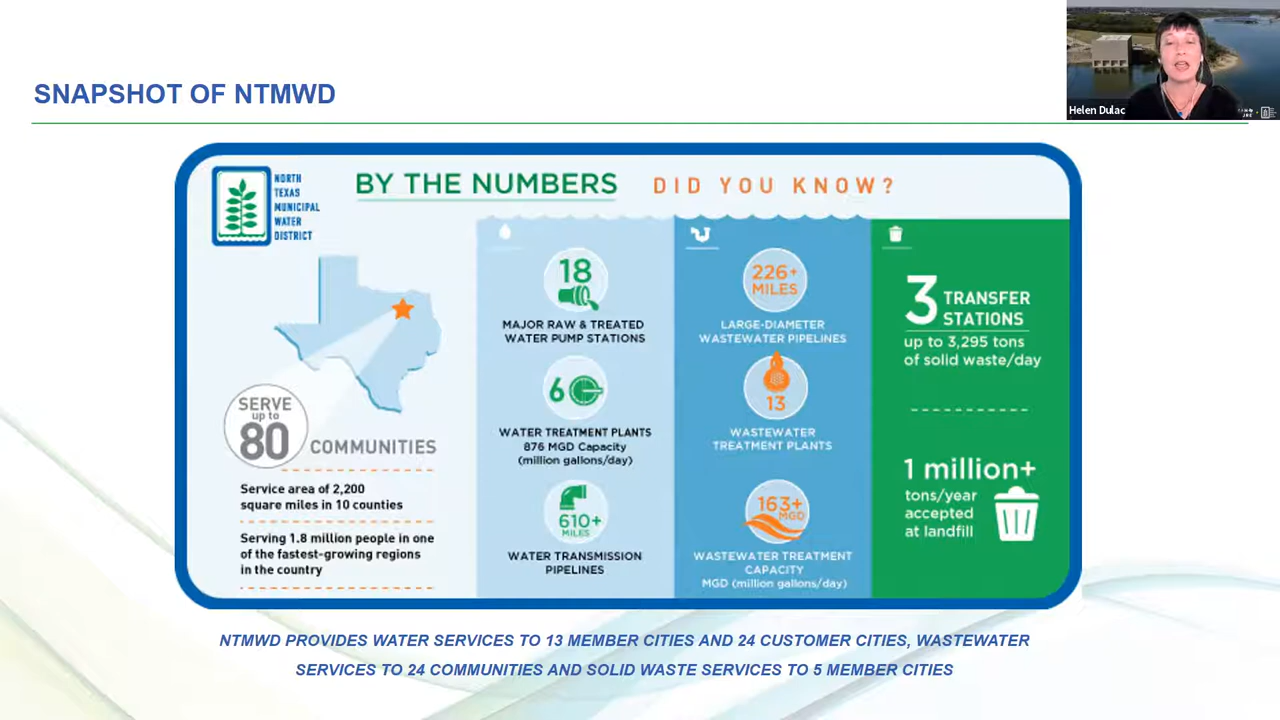 SNAPSHOT OF NTMWD
Helen Dulac
NORTH
TEXAS
MUNICIPAL
WATER
DISTRICT
BY THE NUMBERS
DID YOU KNOW?
SERVE
up to
80
COMMUNITIES
Service area of 2,200
square miles in 10 counties
Serving 1.8 million people in one
of the fastest-growing regions
in the country
18
MAJOR RAW & TREATED
WATER PUMP STATIONS
6
WATER TREATMENT PLANTS
876 MGD Capacity
(million gallons/day)
610+
MILES
WATER TRANSMISSION
PIPELINES
226+
MILES
LARGE-DIAMETER
WASTEWATER PIPELINES
13
WASTEWATER
TREATMENT PLANTS
163+
MGD
WASTEWATER TREATMENT
CAPACITY
MGD (million gallons/day)
3 TRANSFER
STATIONS
up to 3,295 tons
of solid waste/day
1 million+
tons/year
accepted
at landfill
NTMWD PROVIDES WATER SERVICES TO 13 MEMBER CITIES AND 24 CUSTOMER CITIES, WASTEWATER
SERVICES TO 24 COMMUNITIES AND SOLID WASTE SERVICES TO 5 MEMBER CITIES